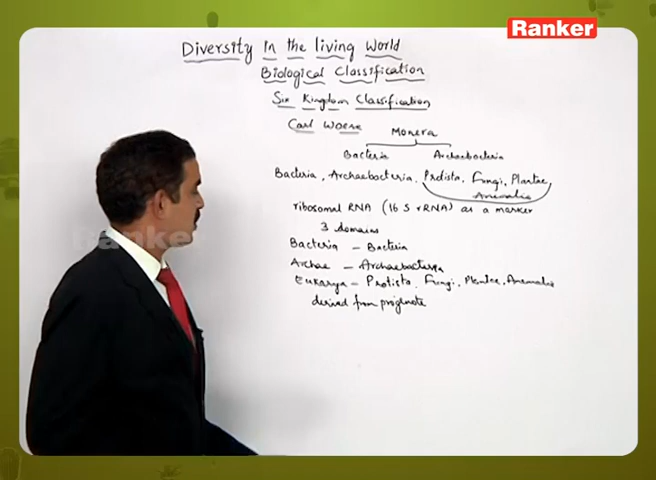 Ranker
Diversity in the living World
Biological Classification
Six Kingdom Classification
Carl Woese Monera
Bacteria Archaebacteria
Bacteria, Archaebacteria, Protista, Fungi, Plantae
Animalia
ribosomal RNA (16 S rRNA) as a marker
3 domains
Bacteria - Bacteria
Archae - Archaebacteria
Eukarya - Protista, Fungi, Plantae, Animalia
derived from progenote
Ranker